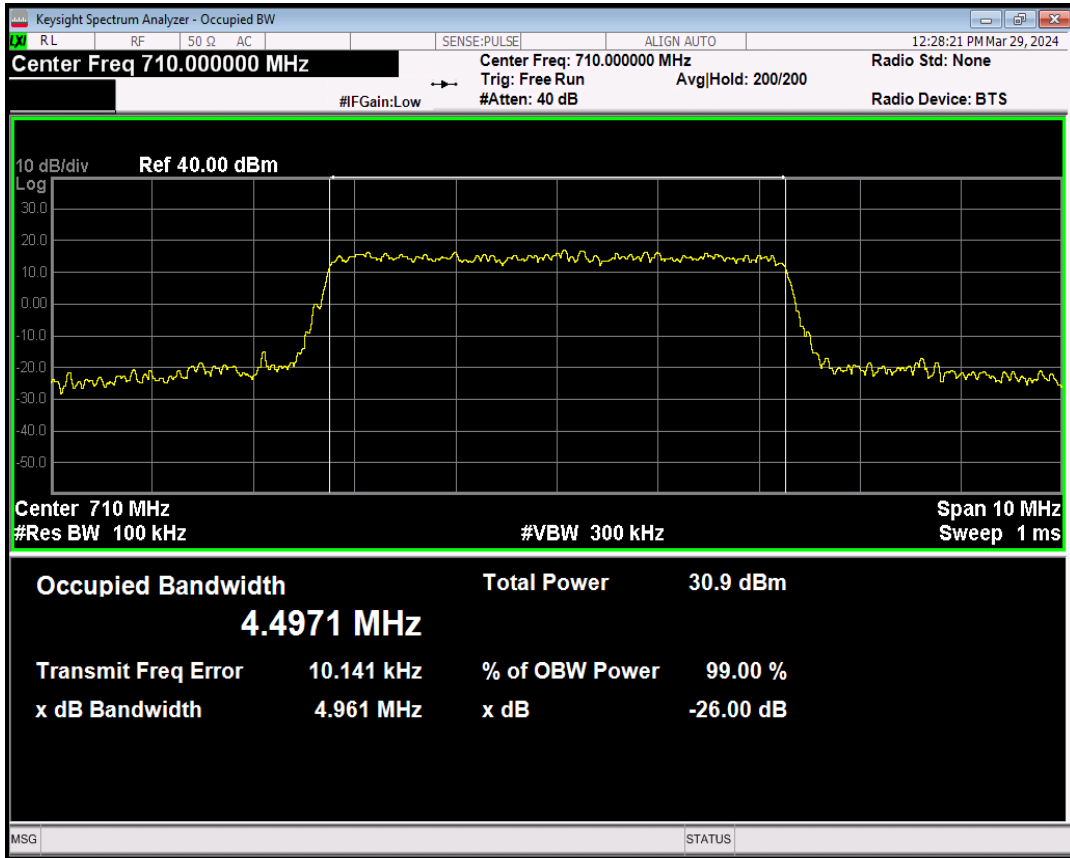 Keysight Spectrum Analyzer - Occupied BW
LXI RL RF 50 Ω AC SENSE:PULSE ALIGN AUTO 12:28:21 PM Mar 29, 2024
Center Freq 710.000000 MHz Center Freq: 710.000000 MHz Radio Std: None
Trig: Free Run Avg|Hold: 200/200
#IFGain:Low #Atten: 40 dB Radio Device: BTS
10 dB/div Ref 40.00 dBm
Log
30.0
20.0
10.0
0.00
-10.0
-20.0
-30.0
-40.0
-50.0
Center 710 MHz Span 10 MHz
#Res BW 100 kHz #VBW 300 kHz Sweep 1 ms
Occupied Bandwidth Total Power 30.9 dBm
4.4971 MHz
Transmit Freq Error 10.141 kHz % of OBW Power 99.00 %
x dB Bandwidth 4.961 MHz x dB -26.00 dB
MSG STATUS